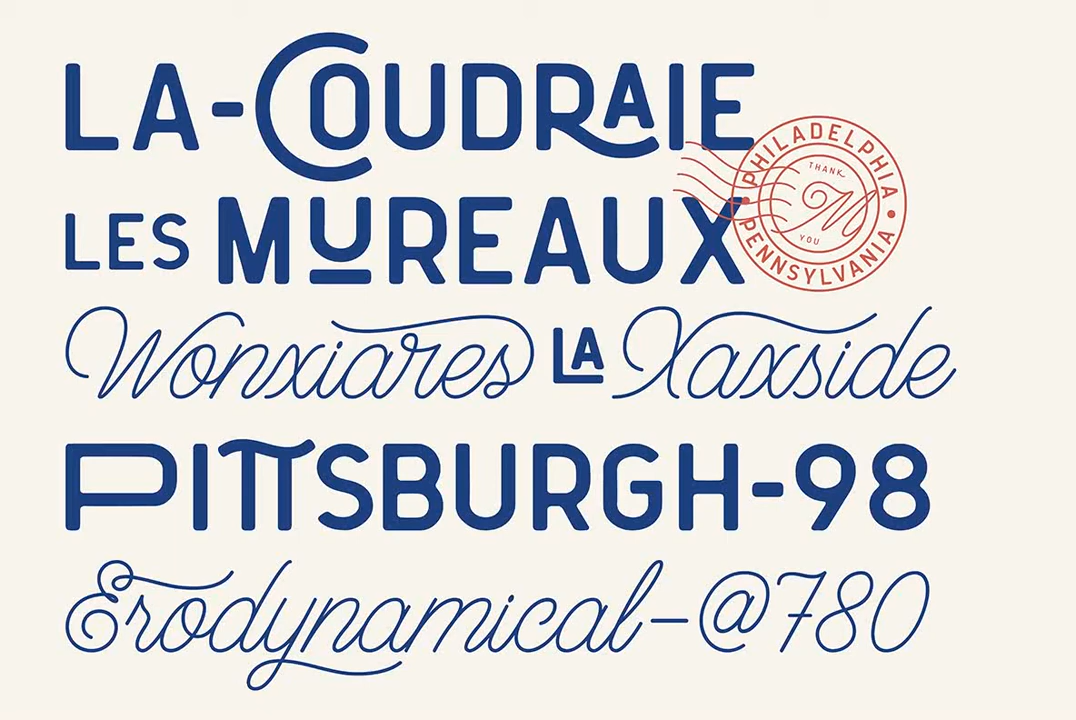 LA-COUDRAIE
LES MUREAUX
PHILADELPHIA
THANK
M
YOU
PENNSYLVANIA
Wonxiares LA Xaxside
PITTSBURGH-98
Erodynamical-@780